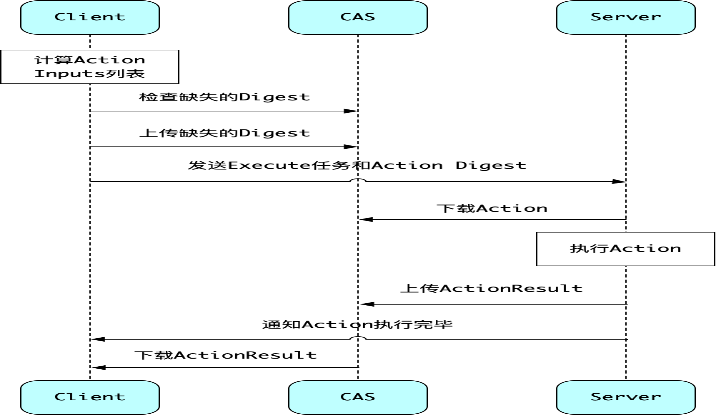 Client
CAS
Server
计算Action
Inputs列表
检查缺失的Digest
上传缺失的Digest
发送Execute任务和Action Digest
下载Action
执行Action
上传ActionResult
通知Action执行完毕
下载ActionResult
Client
CAS
Server